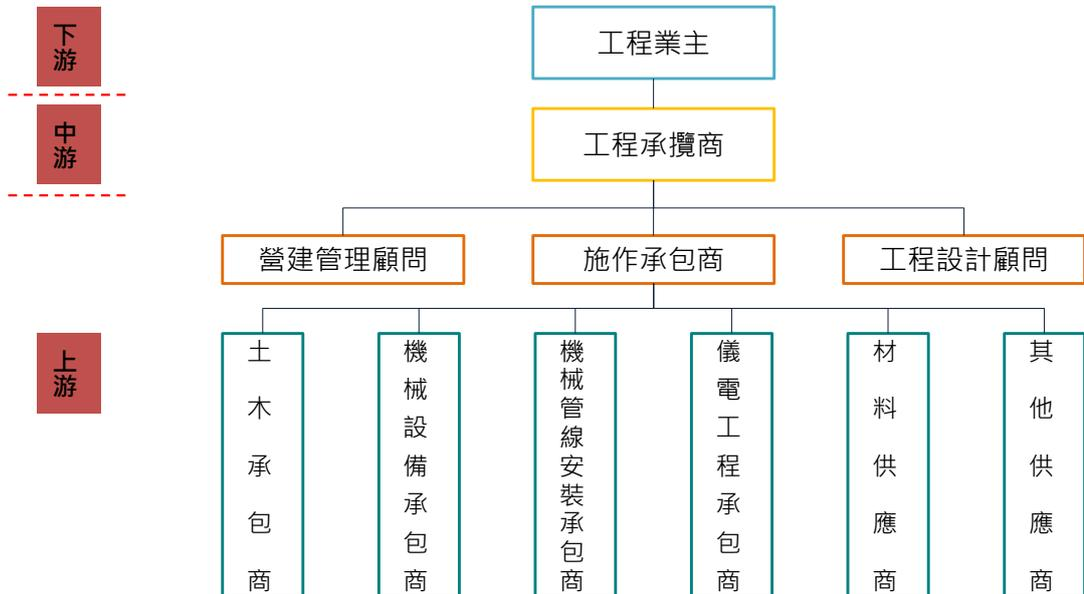 下游
工程業主
中游
工程承攬商
營建管理顧問
施作承包商
工程設計顧問
上游
土木承包商
機械設備承包商
機械管線安裝承包商
儀電工程承包商
材料供應商
其他供應商